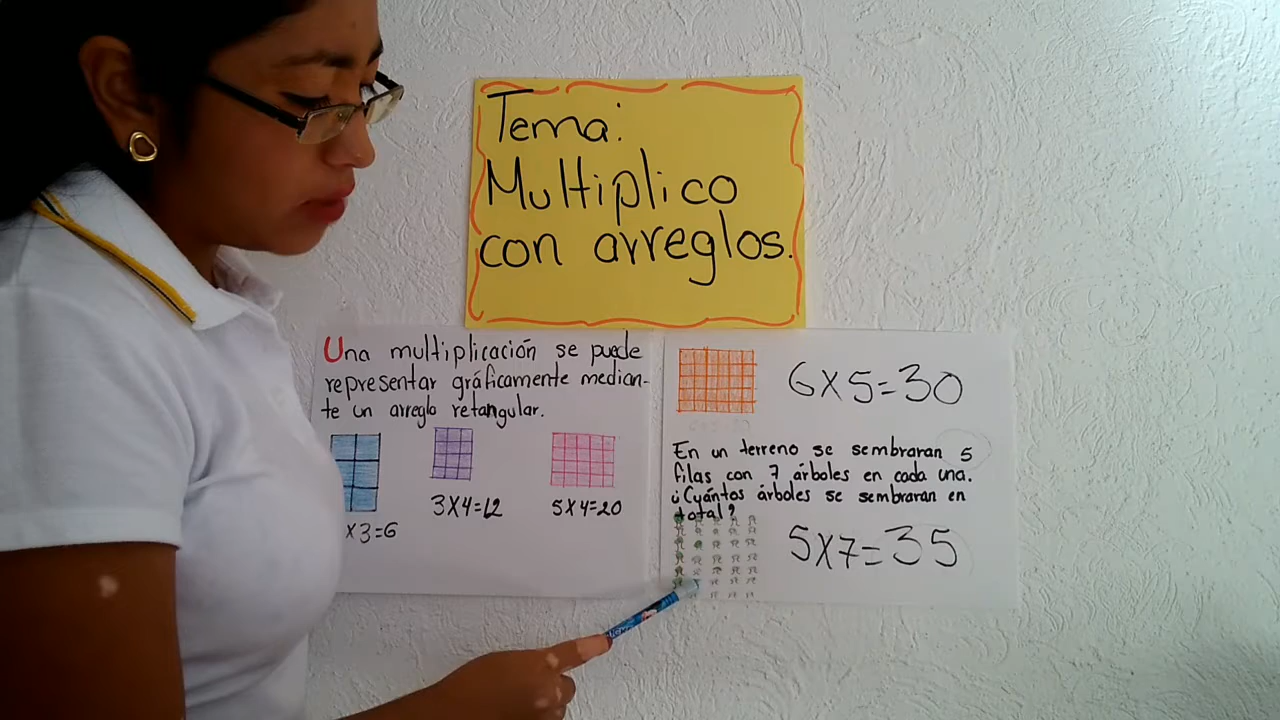 Tema:
Multiplico
con arreglos.
Una multiplicación se puede
representar gráficamente median-
te un arreglo retangular.
x3=6
3x4=12
5x4=20
6x5=30
En un terreno se sembraran 5
filas con 7 árboles en cada una.
¿Cuántos árboles se sembraran en
total?
5x7=35